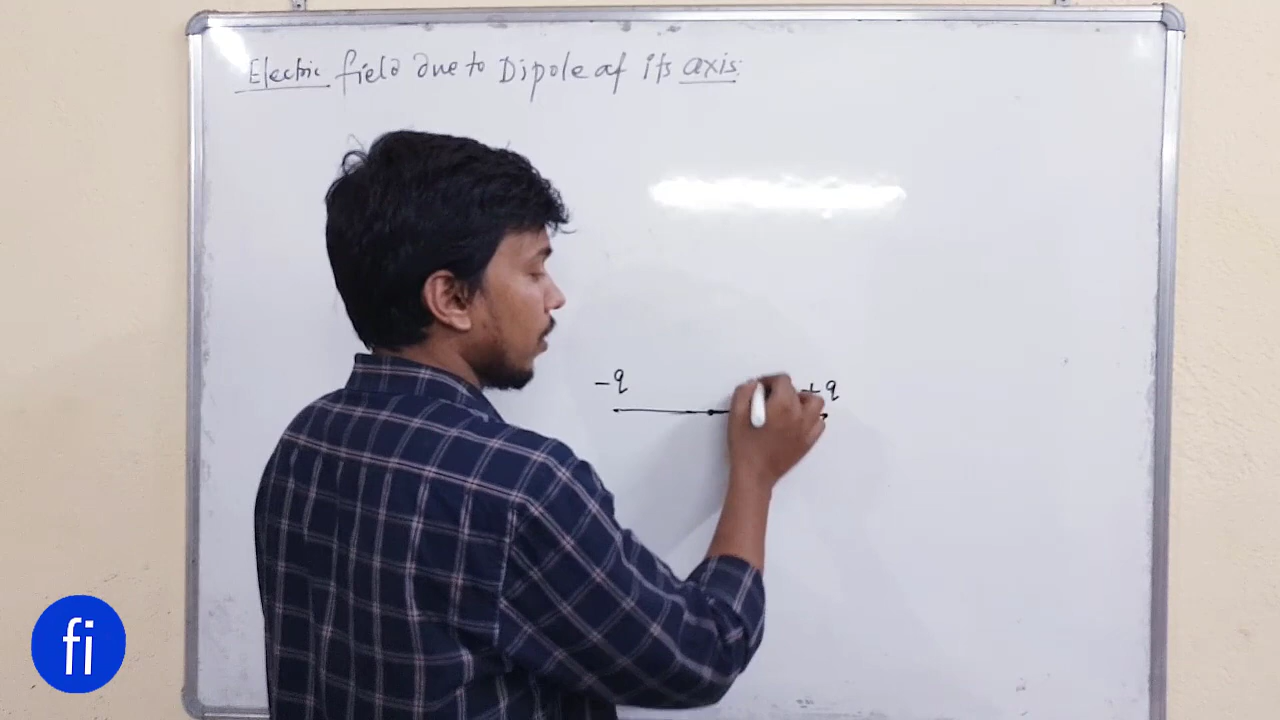 Electric field due to Dipole at its axis:
-q +q
fi